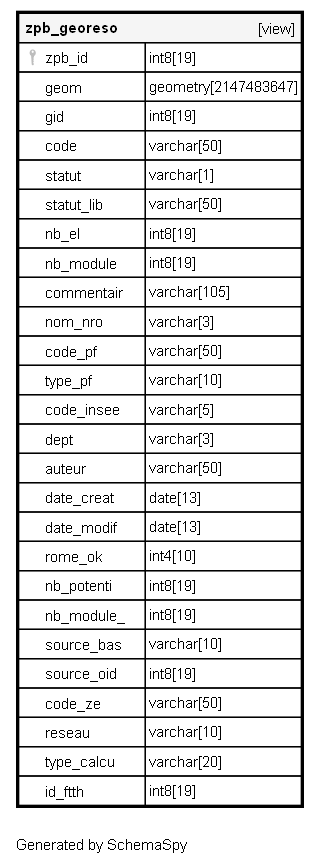 zpb_georeso [view]
zpb_id int8[19]
geom geometry[2147483647]
gid int8[19]
code varchar[50]
statut varchar[1]
statut_lib varchar[50]
nb_el int8[19]
nb_module int8[19]
commentair varchar[105]
nom_nro varchar[3]
code_pf varchar[50]
type_pf varchar[10]
code_insee varchar[5]
dept varchar[3]
auteur varchar[50]
date_creat date[13]
date_modif date[13]
rome_ok int4[10]
nb_potenti int8[19]
nb_module_ int8[19]
source_bas varchar[10]
source_oid int8[19]
code_ze varchar[50]
reseau varchar[10]
type_calcu varchar[20]
id_ftth int8[19]
Generated by SchemaSpy